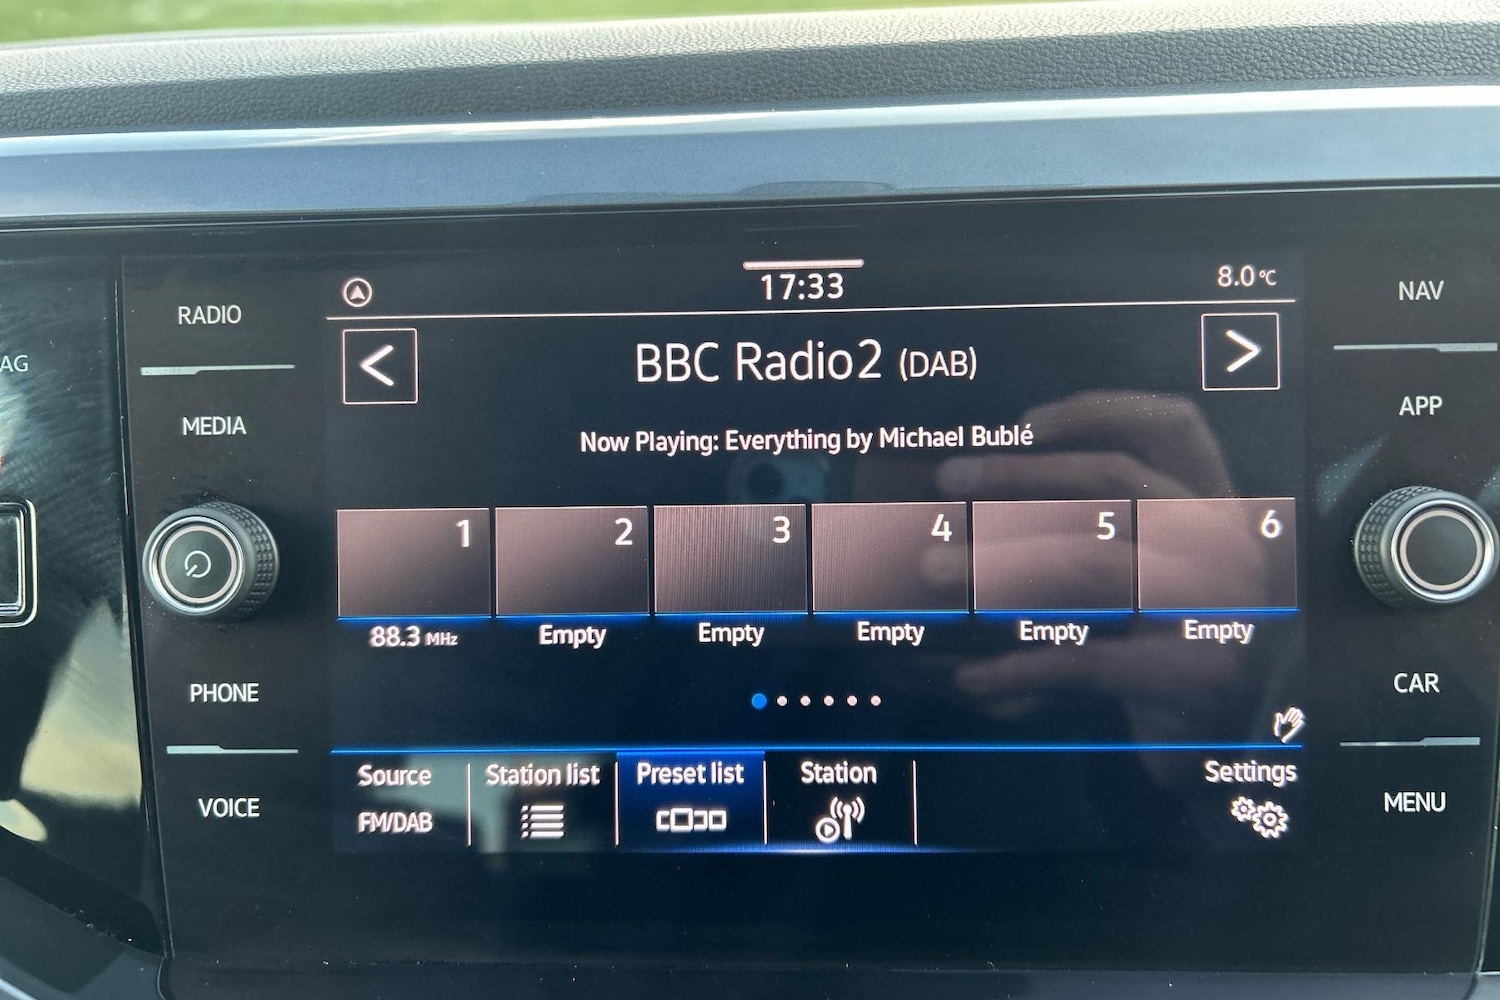 AG
RADIO
MEDIA
PHONE
VOICE
17:33
8.0 °C
<
BBC Radio2 (DAB)
>
Now Playing: Everything by Michael Bublé
1 2 3 4 5 6
88.3 MHz Empty Empty Empty Empty Empty
Source Station list Preset list Station Settings
FM/DAB
NAV
APP
CAR
MENU